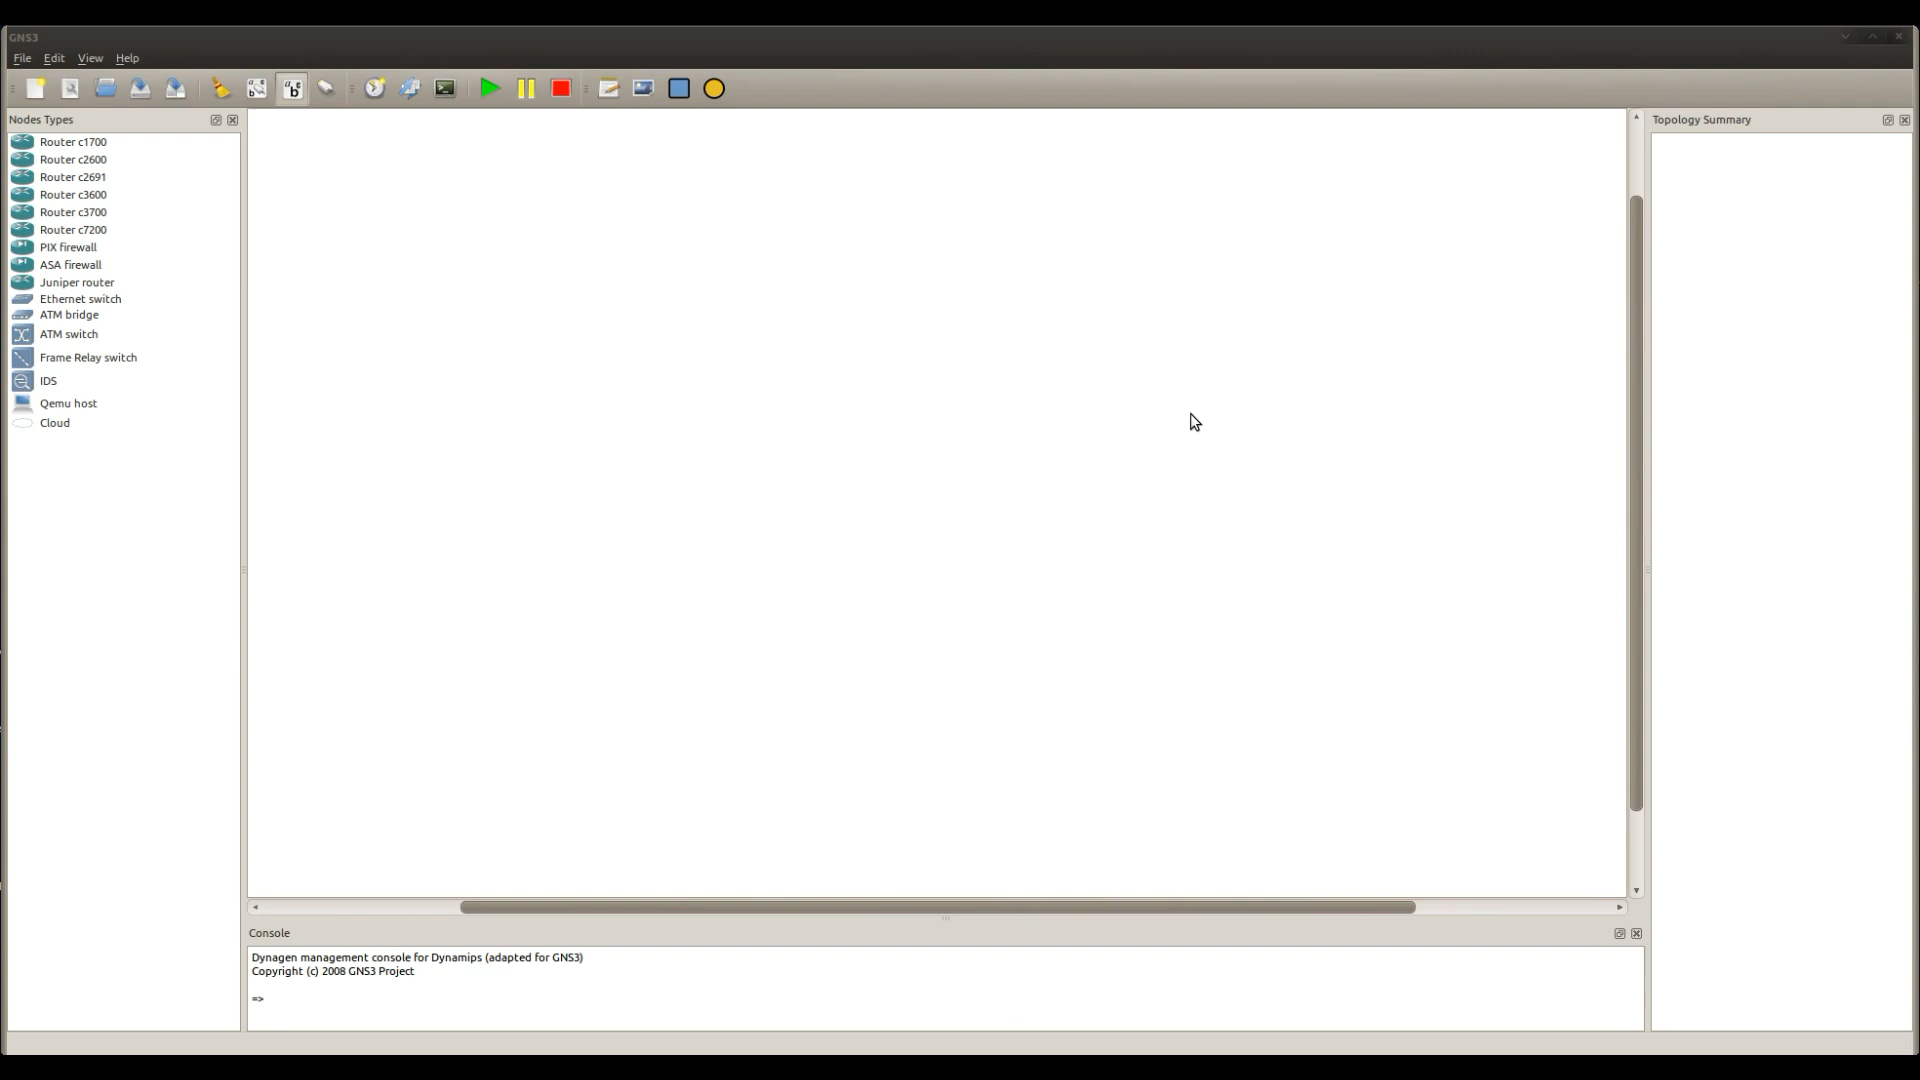 GNS3
File Edit View Help
Nodes Types
Router c1700
Router c2600
Router c2691
Router c3600
Router c3700
Router c7200
PIX firewall
ASA firewall
Juniper router
Ethernet switch
ATM bridge
ATM switch
Frame Relay switch
IDS
Qemu host
Cloud
Topology Summary
Console
Dynagen management console for Dynamips (adapted for GNS3)
Copyright (c) 2008 GNS3 Project
=>